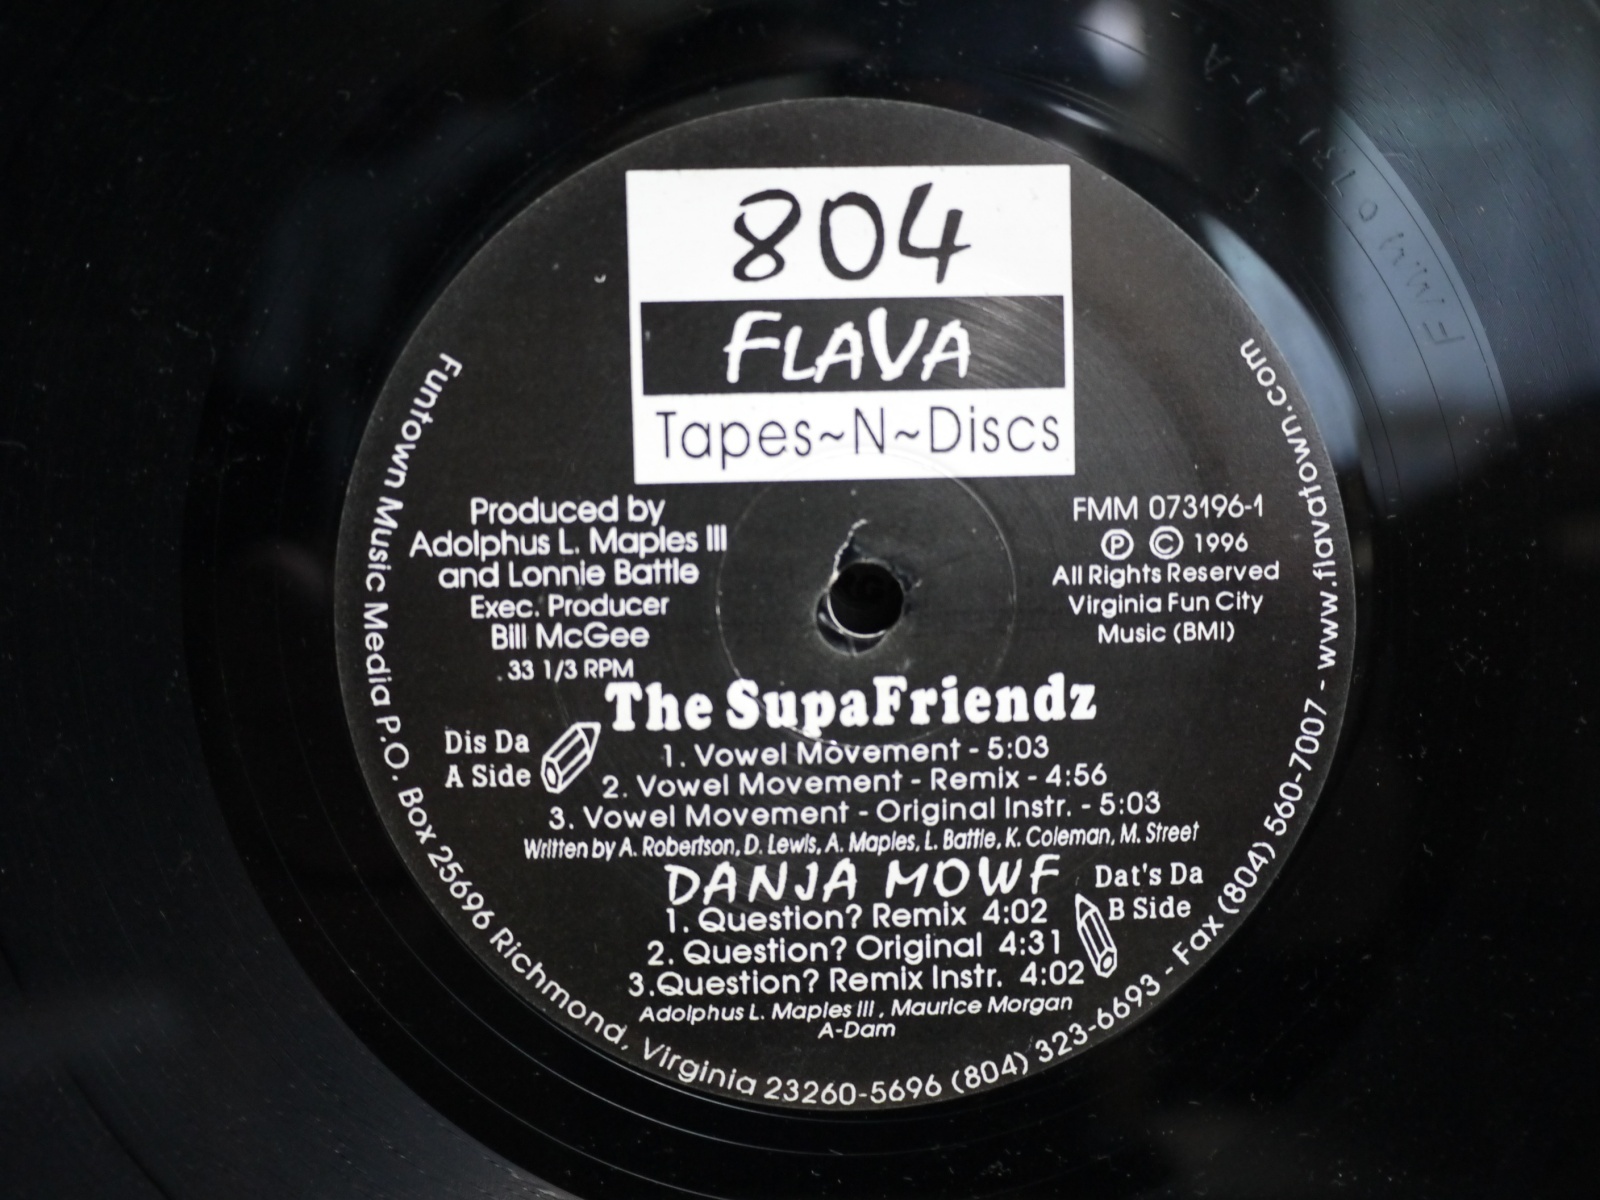 804
FLAVA
Tapes~N~Discs
Produced by
Adolphus L. Maples III
and Lonnie Battle
Exec. Producer
Bill McGee
. 33 1/3 RPM
FMM 073196-1
Ⓟ © 1996
All Rights Reserved
Virginia Fun City
Music (BMI)
The SupaFriendz
Dis Da
A Side
1. Vowel Movement - 5:03
2. Vowel Movement - Remix - 4:56
3. Vowel Movement - Original Instr. - 5:03
Written by A. Robertson, D. Lewis, A. Maples, L. Battle, K. Coleman, M. Street
DANJA MOWF
Dat's Da
B Side
1. Question? Remix 4:02
2. Question? Original 4:31
3.Question? Remix Instr. 4:02
Adolphus L. Maples III , Maurice Morgan
A-Dam
Funtown Music Media P.O. Box 25696 Richmond, Virginia 23260-5696 (804) 323-6693 - Fax (804) 560-7007 - www.flavatown.com